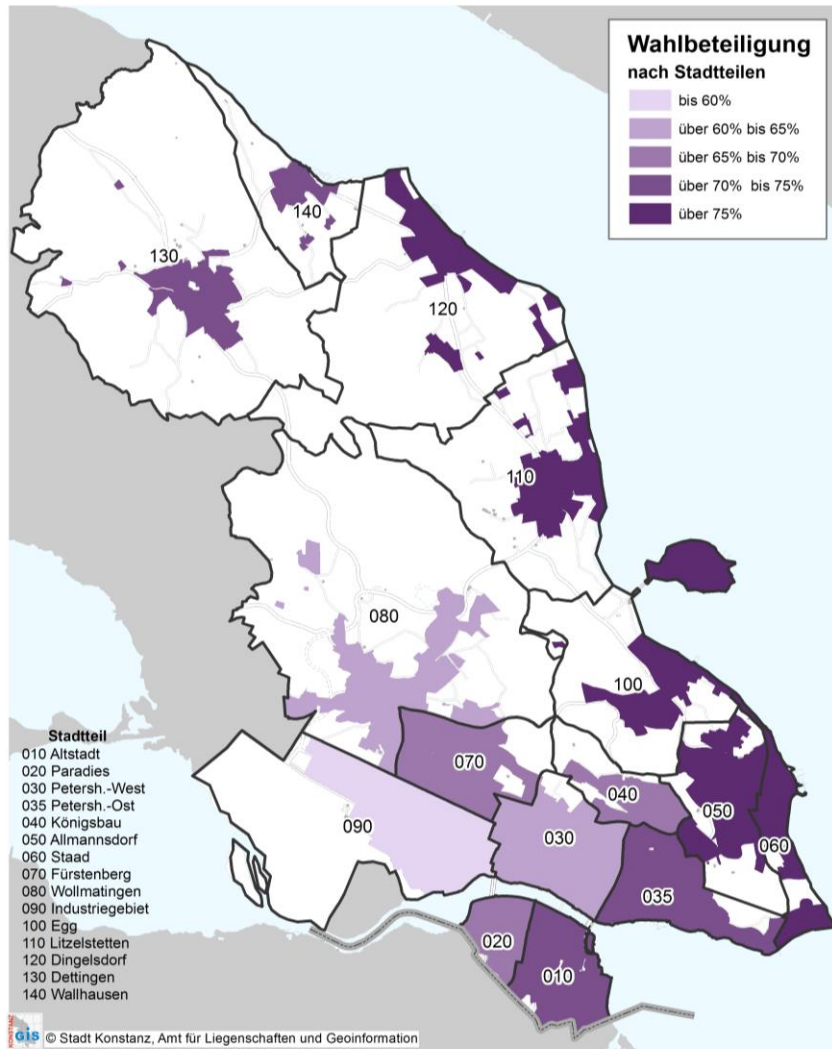 Wahlbeteiligung
nach Stadtteilen
bis 60%
über 60% bis 65%
über 65% bis 70%
über 70% bis 75%
über 75%
140
130
120
110
080
100
070
040
050
090
030
060
035
020
010
Stadtteil
010 Altstadt
020 Paradies
030 Petersh.-West
035 Petersh.-Ost
040 Königsbau
050 Allmannsdorf
060 Staad
070 Fürstenberg
080 Wollmatingen
090 Industriegebiet
100 Egg
110 Litzelstetten
120 Dingelsdorf
130 Dettingen
140 Wallhausen
KONSTANZ
GIS
© Stadt Konstanz, Amt für Liegenschaften und Geoinformation